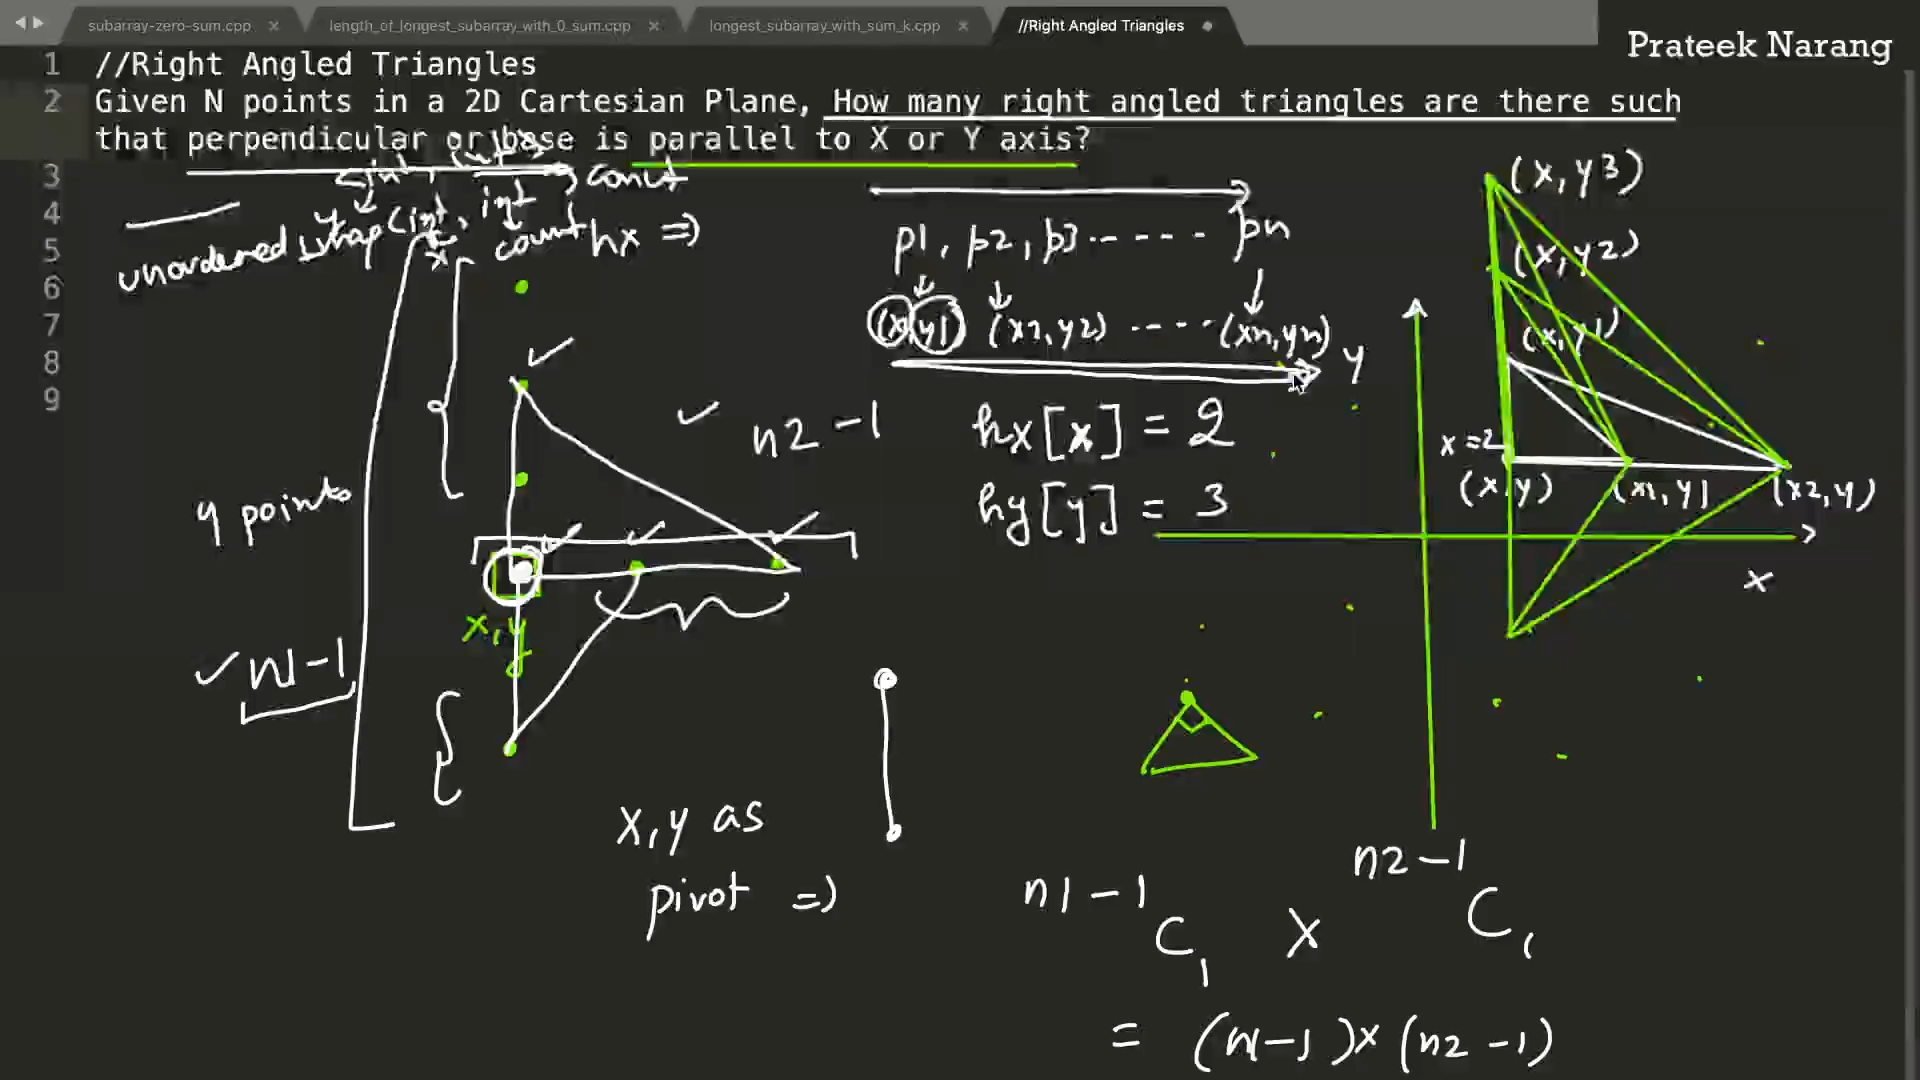 subarray-zero-sum.cpp
length_of_longest_subarray_with_0_sum.cpp
longest_subarray_with_sum_k.cpp
//Right Angled Triangles
Prateek Narang
1 //Right Angled Triangles
2 Given N points in a 2D Cartesian Plane, How many right angled triangles are there such
that perpendicular or base is parallel to X or Y axis?
3
4
5
6
7
8
9
int, int>
count
y int
unordered_map(int,
x count hx =>
p1, p2, p3 ----- pn
(x1, y1) (x2, y2) ----- (xn, yn)
y
(x, y3)
(x, y2)
(x, y1)
hx[x] = 2
hy[y] = 3
n2 - 1
x = 2
(x, y) (x1, y) (x2, y)
x
4 points
x, y
n1-1
x, y as
pivot =>
n1 - 1 C 1 X n2 - 1 C 1
= (n1-1) x (n2 -1)